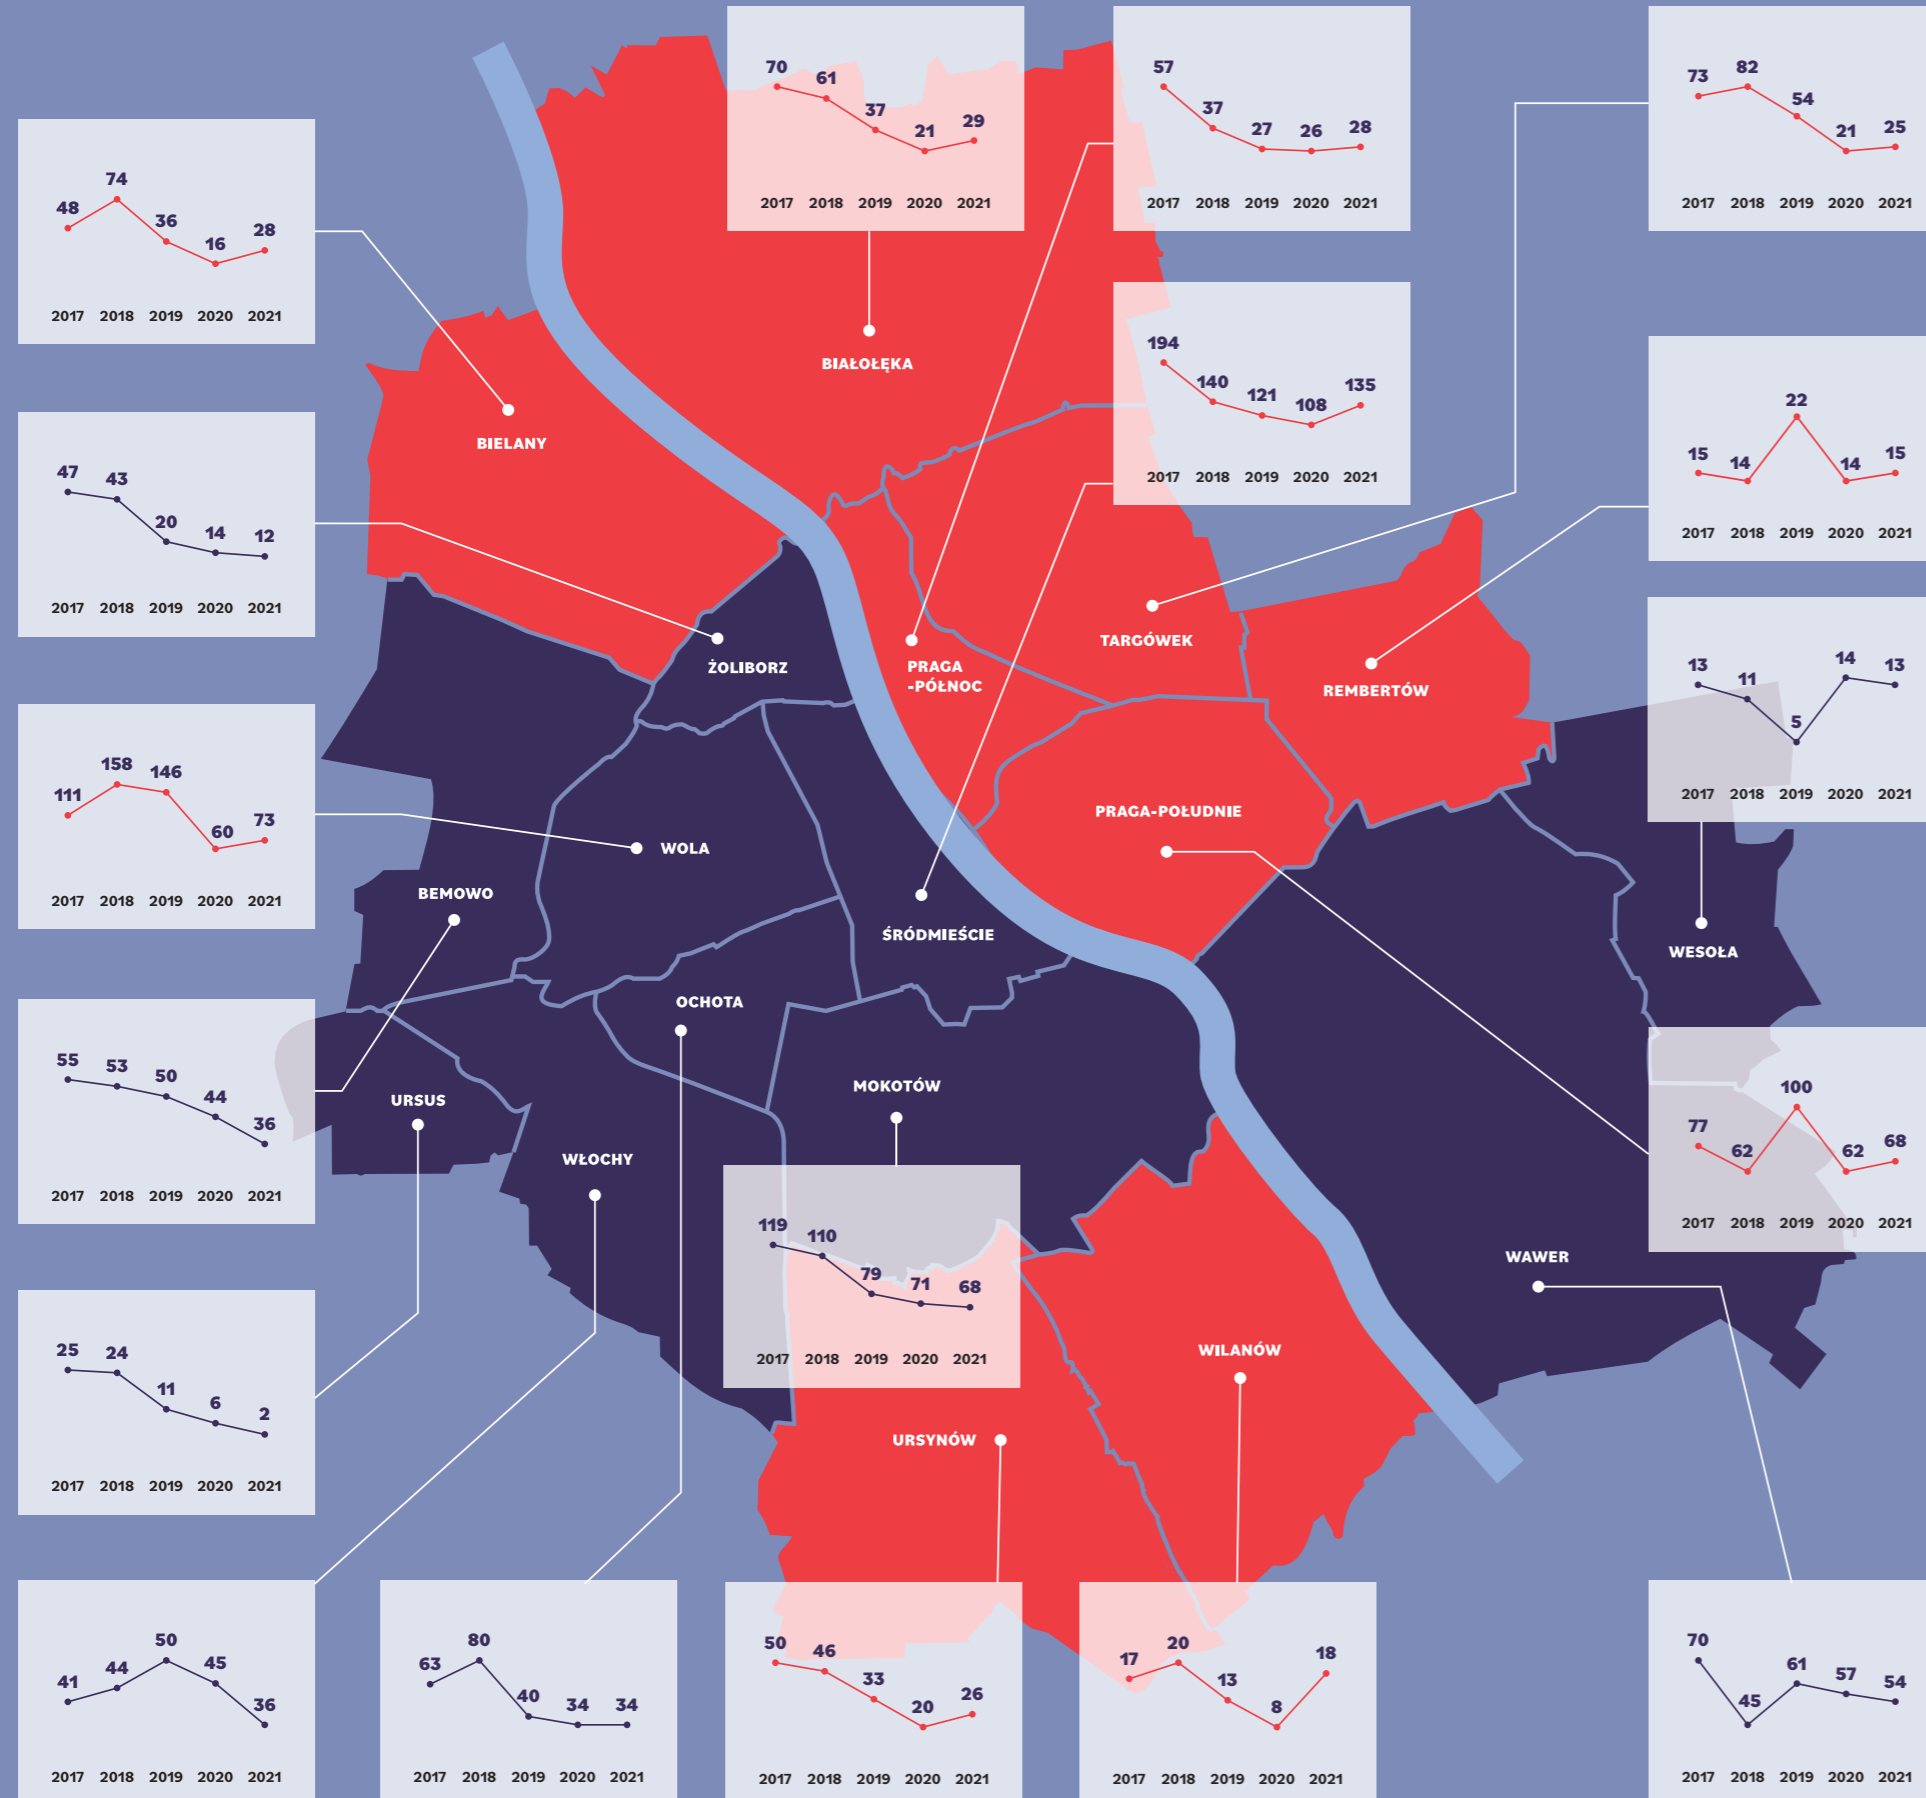 70 61 37 21 29
2017 2018 2019 2020 2021
57 37 27 26 28
2017 2018 2019 2020 2021
73 82 54 21 25
2017 2018 2019 2020 2021
48 74 36 16 28
2017 2018 2019 2020 2021
194 140 121 108 135
2017 2018 2019 2020 2021
BIAŁOŁĘKA
15 14 22 14 15
2017 2018 2019 2020 2021
BIELANY
47 43 20 14 12
2017 2018 2019 2020 2021
ŻOLIBORZ
PRAGA
-PÓŁNOC
TARGÓWEK
REMBERTÓW
13 11 5 14 13
2017 2018 2019 2020 2021
111 158 146 60 73
2017 2018 2019 2020 2021
WOLA
PRAGA-POŁUDNIE
BEMOWO
ŚRÓDMIEŚCIE
WESOŁA
OCHOTA
55 53 50 44 36
2017 2018 2019 2020 2021
URSUS
MOKOTÓW
WŁOCHY
77 62 100 62 68
2017 2018 2019 2020 2021
119 110 79 71 68
2017 2018 2019 2020 2021
WAWER
WILANÓW
25 24 11 6 2
2017 2018 2019 2020 2021
URSYNÓW
41 44 50 45 36
2017 2018 2019 2020 2021
63 80 40 34 34
2017 2018 2019 2020 2021
50 46 33 20 26
2017 2018 2019 2020 2021
17 20 13 8 18
2017 2018 2019 2020 2021
70 45 61 57 54
2017 2018 2019 2020 2021